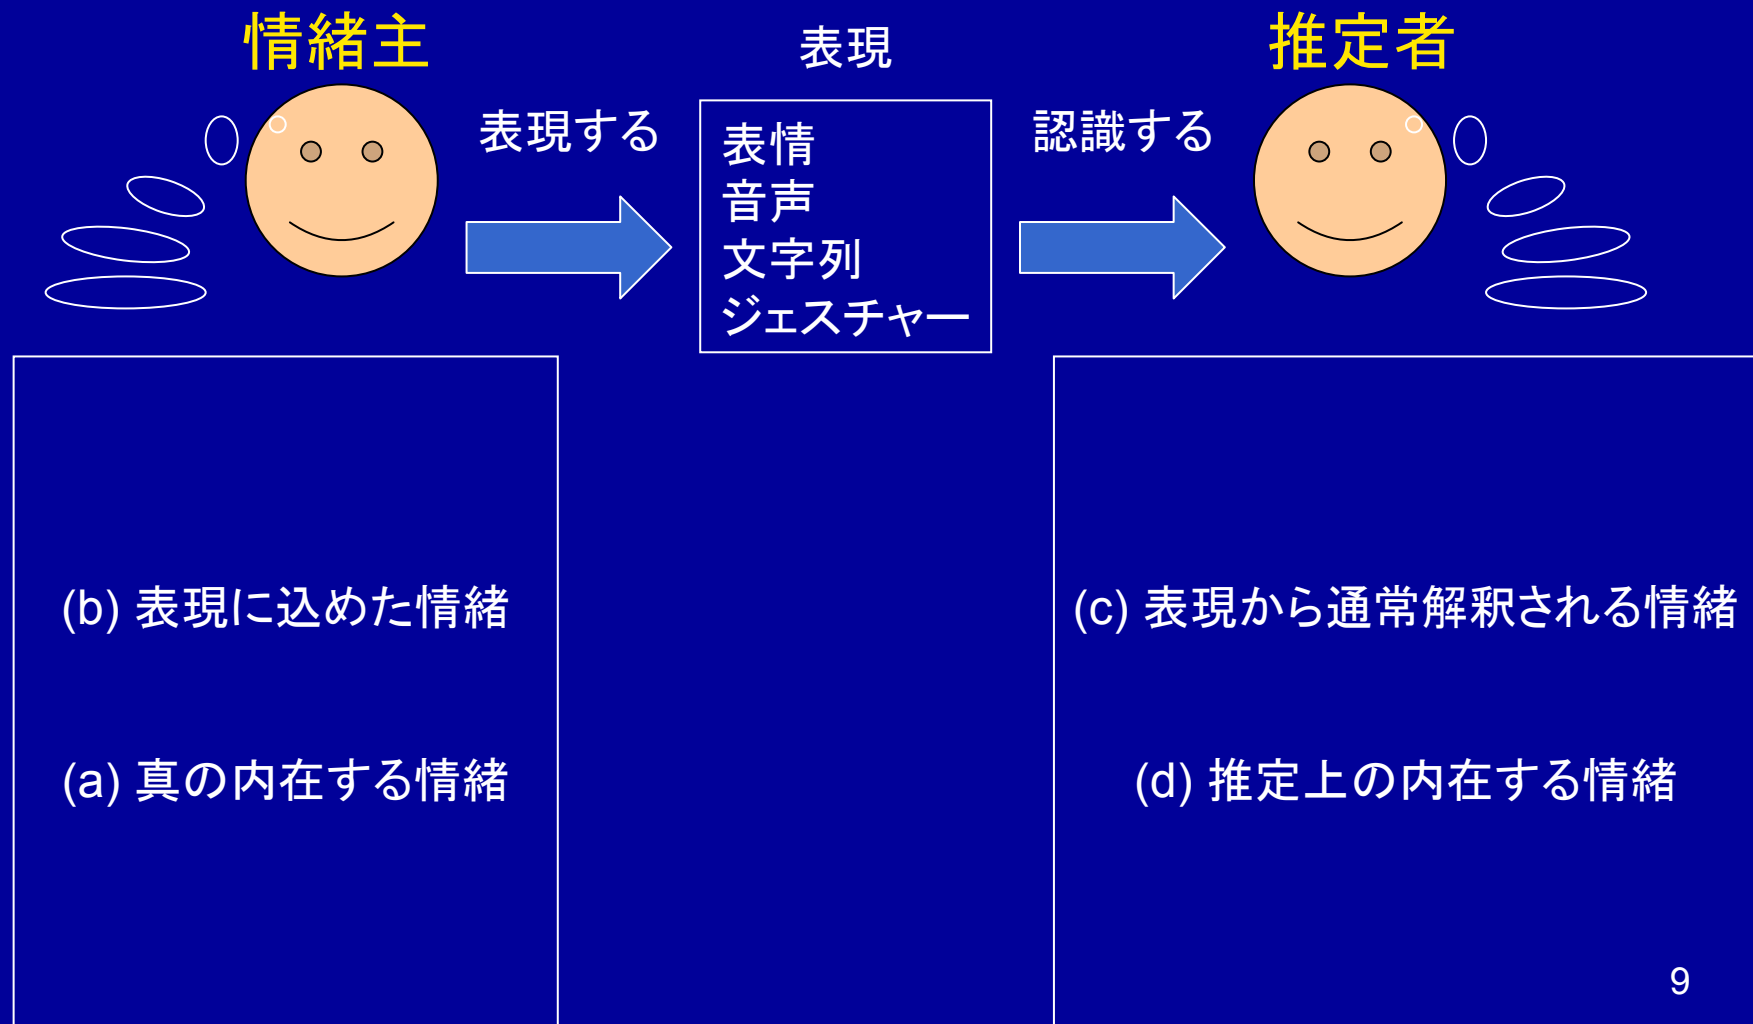 情緒主
表現
推定者
表現する
認識する
表情
音声
文字列
ジェスチャー
(b) 表現に込めた情緒
(a) 真の内在する情緒
(c) 表現から通常解釈される情緒
(d) 推定上の内在する情緒
9